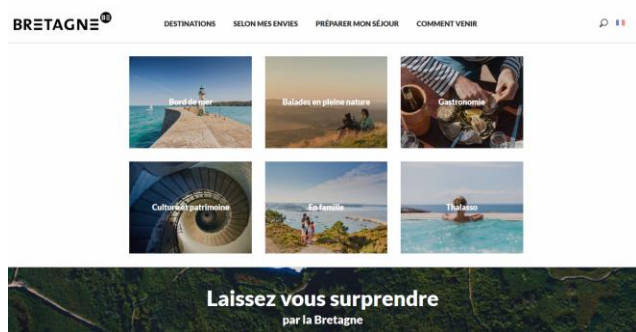 BRETAGNE BE
DESTINATIONS SELON MES ENVIES PRÉPARER MON SÉJOUR COMMENT VENIR
Bord de mer Balades en pleine nature Gastronomie
Culture et patrimoine En famille Thalasso
Laissez vous surprendre
par la Bretagne